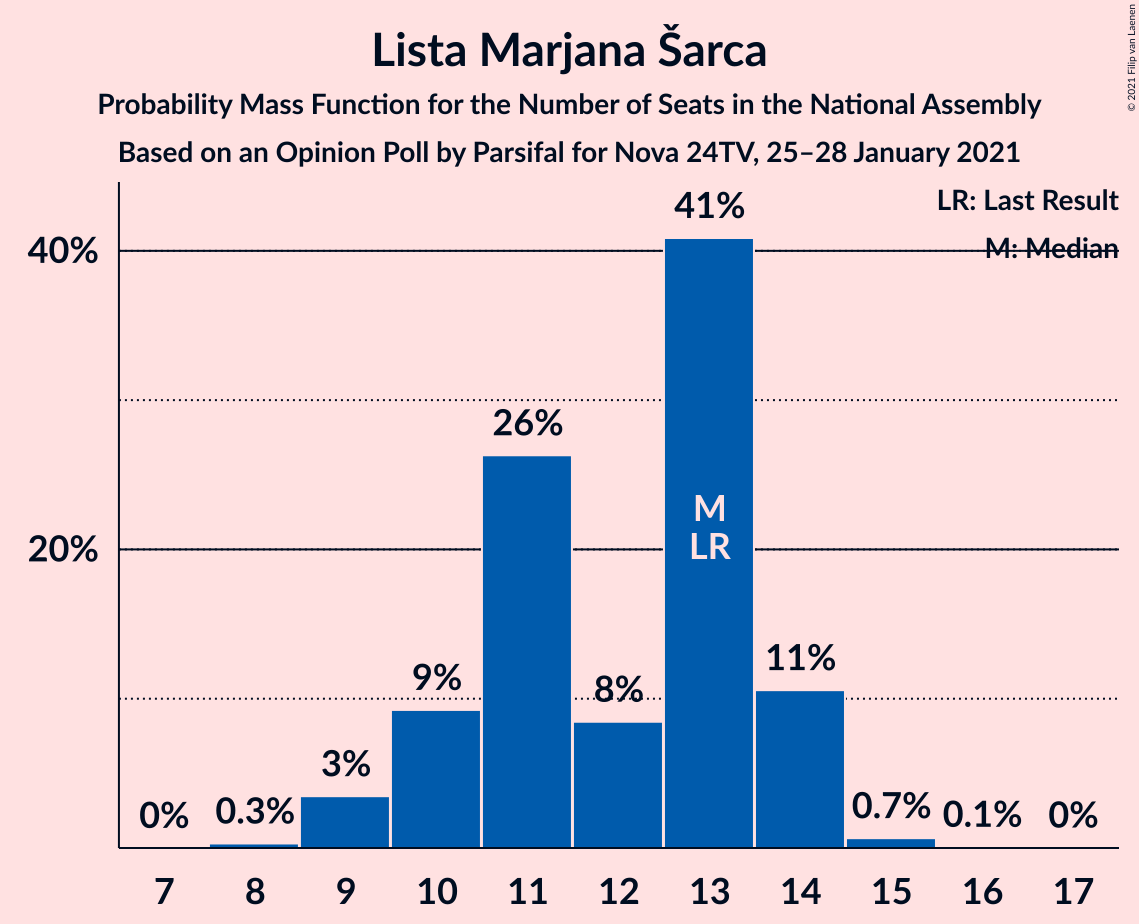 Lista Marjana Šarca
Probability Mass Function for the Number of Seats in the National Assembly
Based on an Opinion Poll by Parsifal for Nova 24TV, 25–28 January 2021
© 2021 Filip van Laenen
LR: Last Result
M: Median
40%
20%
0%
0.3%
3%
9%
26%
8%
41%
M
LR
11%
0.7%
0.1%
0%
7 8 9 10 11 12 13 14 15 16 17